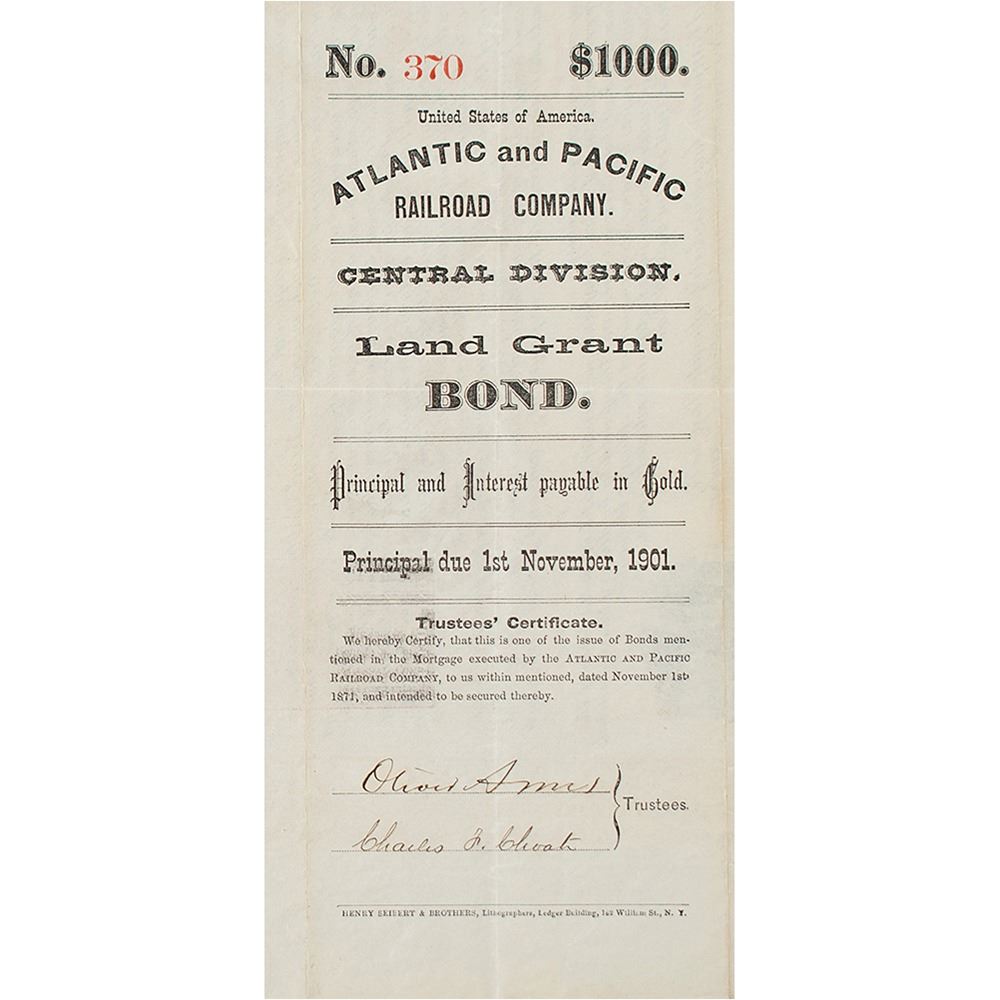 No. 370 $1000.
United States of America.
ATLANTIC and PACIFIC
RAILROAD COMPANY.
CENTRAL DIVISION.
Land Grant
BOND.
Principal and Interest payable in Gold.
Principal due 1st November, 1901.
Trustees' Certificate.
We hereby Certify, that this is one of the issue of Bonds men-
tioned in the Mortgage executed by the ATLANTIC AND PACIFIC
RAILROAD COMPANY, to us within mentioned, dated November 1st
1871, and intended to be secured thereby.
Oliver Ames
Charles F. Choate
Trustees.
HENRY SEIBERT & BROTHERS, Lithographers, Ledger Building, William St., N. Y.